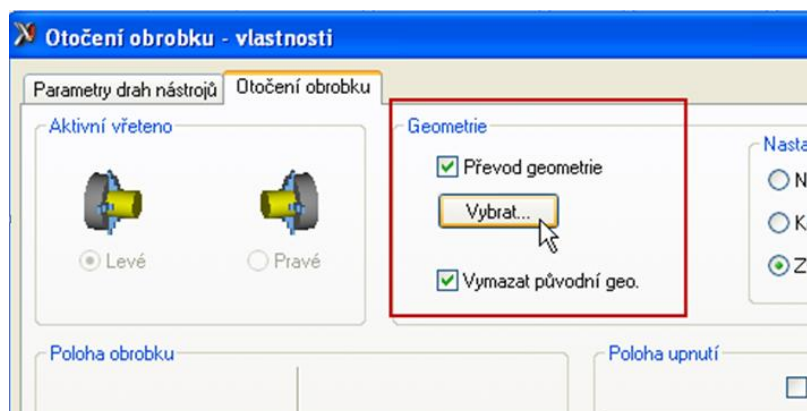 Otočení obrobku - vlastnosti
Parametry drah nástrojů
Otočení obrobku
Aktivní vřeteno
Levé
Pravé
Geometrie
Převod geometrie
Vybrat...
Vymazat původní geo.
Nasta
N
K
Z
Poloha obrobku
Poloha upnutí